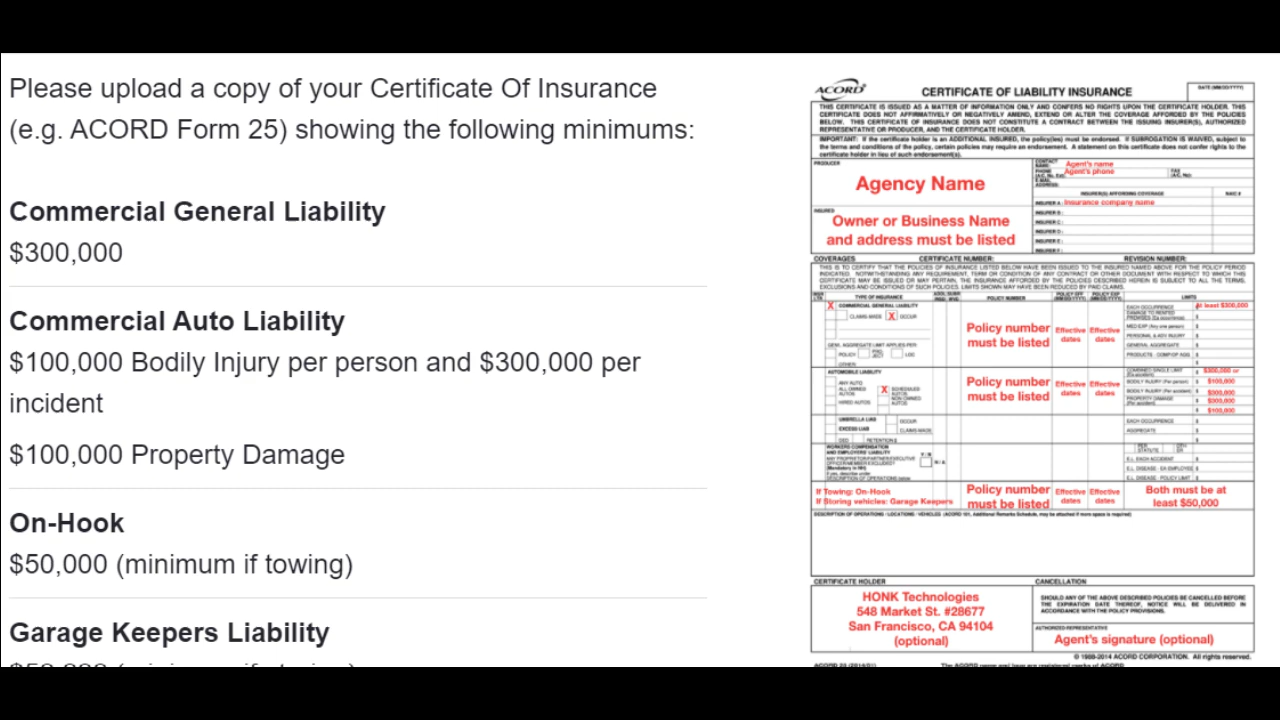 Please upload a copy of your Certificate Of Insurance
(e.g. ACORD Form 25) showing the following minimums:
Commercial General Liability
$300,000
Commercial Auto Liability
$100,000 Bodily Injury per person and $300,000 per
incident
$100,000 Property Damage
On-Hook
$50,000 (minimum if towing)
Garage Keepers Liability
ACORD®
CERTIFICATE OF LIABILITY INSURANCE
DATE (MM/DD/YYYY)
THIS CERTIFICATE IS ISSUED AS A MATTER OF INFORMATION ONLY AND CONFERS NO RIGHTS UPON THE CERTIFICATE HOLDER. THIS
CERTIFICATE DOES NOT AFFIRMATIVELY OR NEGATIVELY AMEND, EXTEND OR ALTER THE COVERAGE AFFORDED BY THE POLICIES
BELOW. THIS CERTIFICATE OF INSURANCE DOES NOT CONSTITUTE A CONTRACT BETWEEN THE ISSUING INSURER(S), AUTHORIZED
REPRESENTATIVE OR PRODUCER, AND THE CERTIFICATE HOLDER.
IMPORTANT: If the certificate holder is an ADDITIONAL INSURED, the policy(ies) must be endorsed. If SUBROGATION IS WAIVED, subject to
the terms and conditions of the policy, certain policies may require an endorsement. A statement on this certificate does not confer rights to the
certificate holder in lieu of such endorsement(s).
PRODUCER
Agency Name
CONTACT NAME: Agent's name
PHONE (A/C, No, Ext): Agent's phone
FAX (A/C, No):
E-MAIL ADDRESS:
INSURER(S) AFFORDING COVERAGE NAIC #
INSURER A : Insurance company name
INSURED
Owner or Business Name
and address must be listed
INSURER B :
INSURER C :
INSURER D :
INSURER E :
INSURER F :
COVERAGES CERTIFICATE NUMBER: REVISION NUMBER:
THIS IS TO CERTIFY THAT THE POLICIES OF INSURANCE LISTED BELOW HAVE BEEN ISSUED TO THE INSURED NAMED ABOVE FOR THE POLICY PERIOD
INDICATED. NOTWITHSTANDING ANY REQUIREMENT, TERM OR CONDITION OF ANY CONTRACT OR OTHER DOCUMENT WITH RESPECT TO WHICH THIS
CERTIFICATE MAY BE ISSUED OR MAY PERTAIN, THE INSURANCE AFFORDED BY THE POLICIES DESCRIBED HEREIN IS SUBJECT TO ALL THE TERMS,
EXCLUSIONS AND CONDITIONS OF SUCH POLICIES. LIMITS SHOWN MAY HAVE BEEN REDUCED BY PAID CLAIMS.
TYPE OF INSURANCE POLICY NUMBER LIMITS
X COMMERCIAL GENERAL LIABILITY
CLAIMS-MADE X OCCUR
Policy number
must be listed
Effective
dates
Effective
dates
EACH OCCURRENCE At least $300,000
MED EXP (Any one person) $
PERSONAL & ADV INJURY $
GENERAL AGGREGATE $
PRODUCTS - COMP/OP AGG $
GEN'L AGGREGATE LIMIT APPLIES PER:
POLICY PROJECT LOC
OTHER:
AUTOMOBILE LIABILITY
ANY AUTO
ALL OWNED AUTOS X SCHEDULED AUTOS
HIRED AUTOS NON-OWNED AUTOS
Policy number
must be listed
Effective
dates
Effective
dates
COMBINED SINGLE LIMIT $300,000 or
BODILY INJURY (Per person) $ $100,000
BODILY INJURY (Per accident) $ $300,000
PROPERTY DAMAGE $ $300,000
$ $100,000
UMBRELLA LIAB OCCUR
EXCESS LIAB CLAIMS-MADE
DED RETENTION $
EACH OCCURRENCE $
AGGREGATE $
WORKERS COMPENSATION
AND EMPLOYERS' LIABILITY
Y / N
N / A
E.L. EACH ACCIDENT $
E.L. DISEASE - EA EMPLOYEE $
E.L. DISEASE - POLICY LIMIT $
If Towing: On-Hook
If Storing vehicles: Garage Keepers
Policy number
must be listed
Effective
dates
Effective
dates
Both must be at
least $50,000
DESCRIPTION OF OPERATIONS / LOCATIONS / VEHICLES (ACORD 101, Additional Remarks Schedule, may be attached if more space is required)
CERTIFICATE HOLDER
HONK Technologies
548 Market St. #28677
San Francisco, CA 94104
(optional)
CANCELLATION
SHOULD ANY OF THE ABOVE DESCRIBED POLICIES BE CANCELLED BEFORE
THE EXPIRATION DATE THEREOF, NOTICE WILL BE DELIVERED IN
ACCORDANCE WITH THE POLICY PROVISIONS.
AUTHORIZED REPRESENTATIVE
Agent's signature (optional)
© 1988-2014 ACORD CORPORATION. All rights reserved.
The ACORD name and logo are registered marks of ACORD